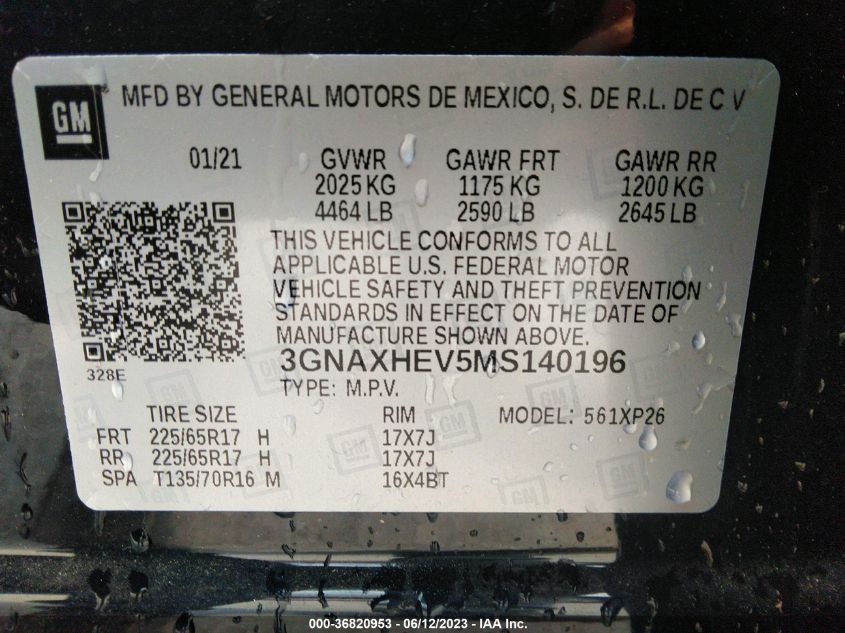 GM
MFD BY GENERAL MOTORS DE MEXICO, S. DE R.L. DE C V
01/21 GVWR GAWR FRT GAWR RR
2025 KG 1175 KG 1200 KG
4464 LB 2590 LB 2645 LB
THIS VEHICLE CONFORMS TO ALL
APPLICABLE U.S. FEDERAL MOTOR
VEHICLE SAFETY AND THEFT PREVENTION
STANDARDS IN EFFECT ON THE DATE OF
MANUFACTURE SHOWN ABOVE.
328E
3GNAXHEV5MS140196
TYPE: M.P.V.
TIRE SIZE RIM MODEL: 561XP26
FRT 225/65R17 H 17X7J
RR 225/65R17 H 17X7J
SPA T135/70R16 M 16X4BT
000-36820953 - 06/12/2023 - IAA Inc.